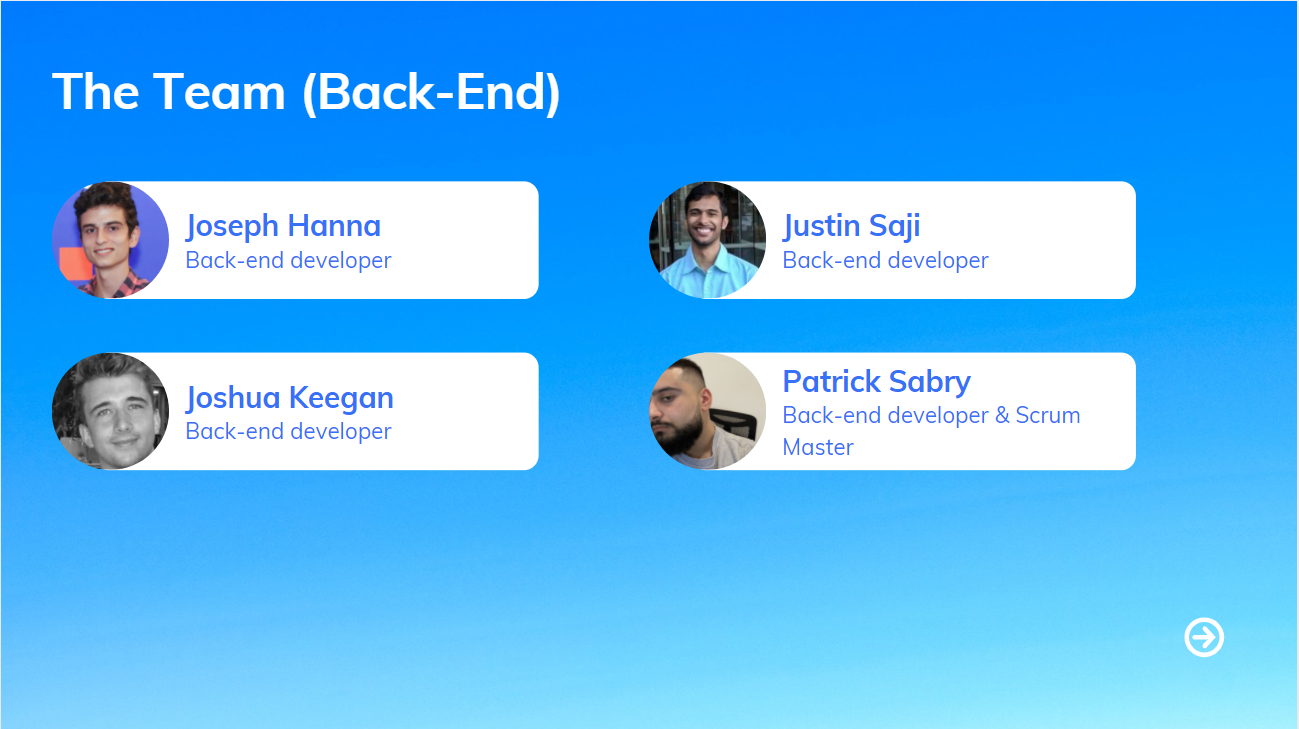 The Team (Back-End)
Joseph Hanna
Back-end developer
Justin Saji
Back-end developer
Joshua Keegan
Back-end developer
Patrick Sabry
Back-end developer & Scrum
Master